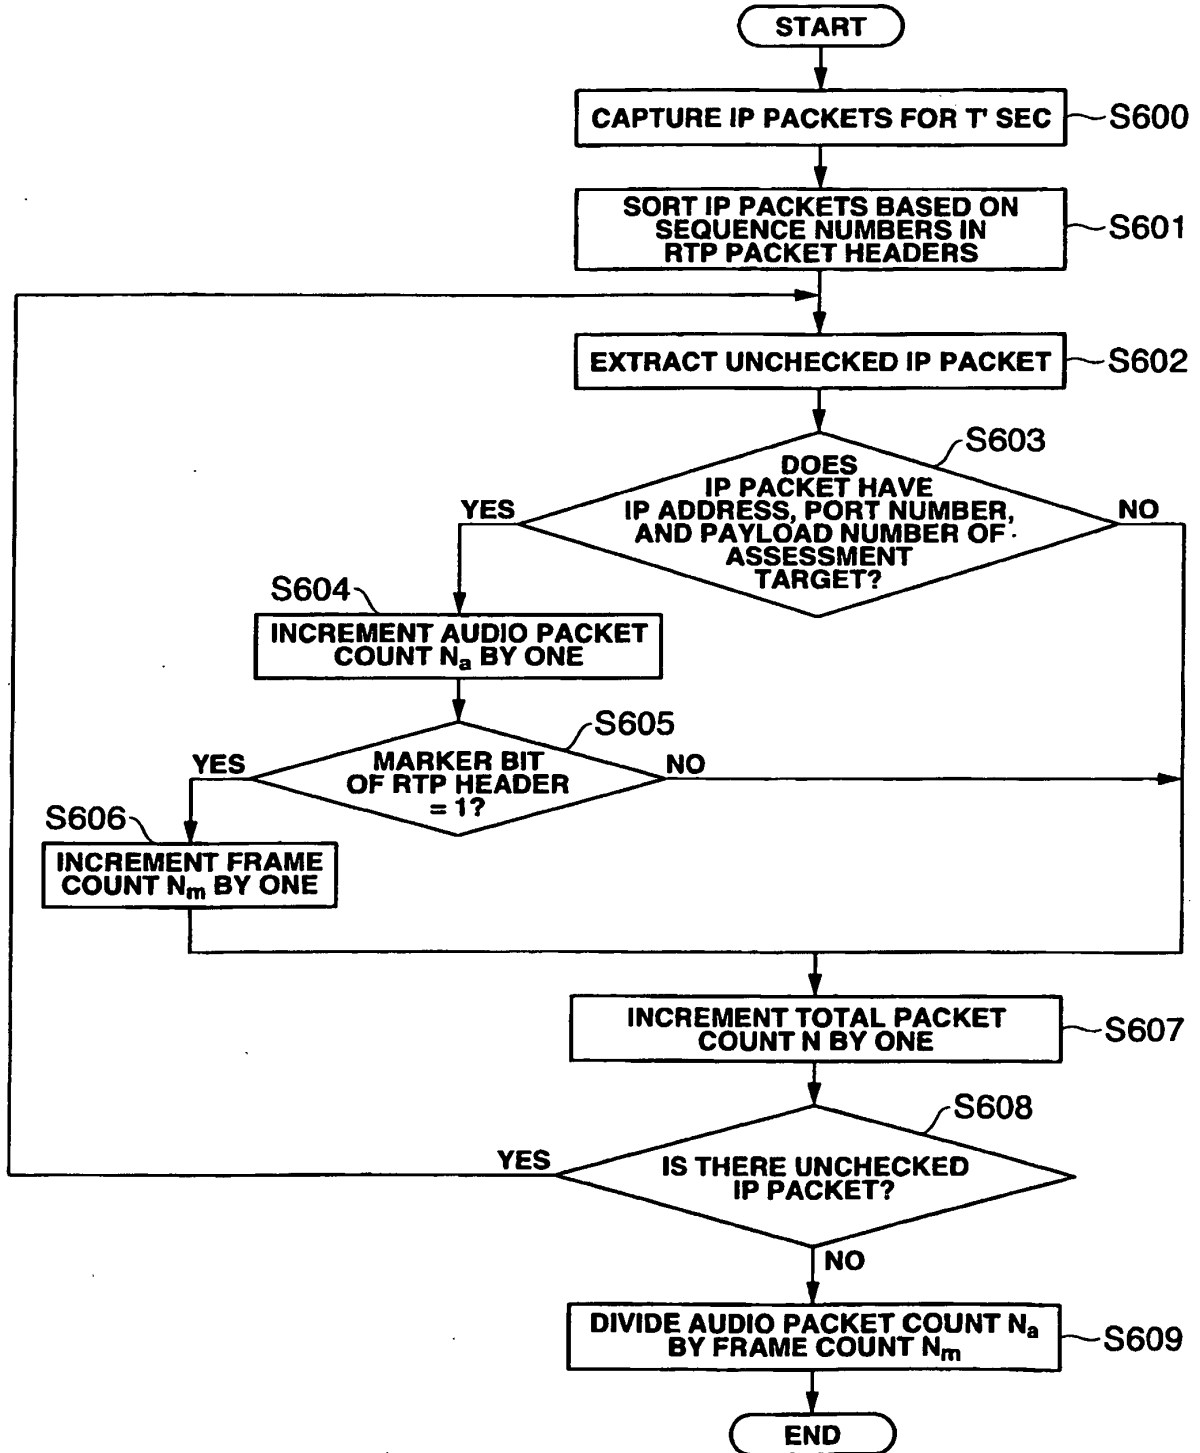 START
CAPTURE IP PACKETS FOR T' SEC
S600
SORT IP PACKETS BASED ON
SEQUENCE NUMBERS IN
RTP PACKET HEADERS
S601
EXTRACT UNCHECKED IP PACKET
S602
S603
DOES
IP PACKET HAVE
IP ADDRESS, PORT NUMBER,
AND PAYLOAD NUMBER OF
ASSESSMENT
TARGET?
YES
NO
S604
INCREMENT AUDIO PACKET
COUNT Na BY ONE
S605
MARKER BIT
OF RTP HEADER
= 1?
YES
NO
S606
INCREMENT FRAME
COUNT Nm BY ONE
INCREMENT TOTAL PACKET
COUNT N BY ONE
S607
S608
IS THERE UNCHECKED
IP PACKET?
YES
NO
DIVIDE AUDIO PACKET COUNT Na
BY FRAME COUNT Nm
S609
END